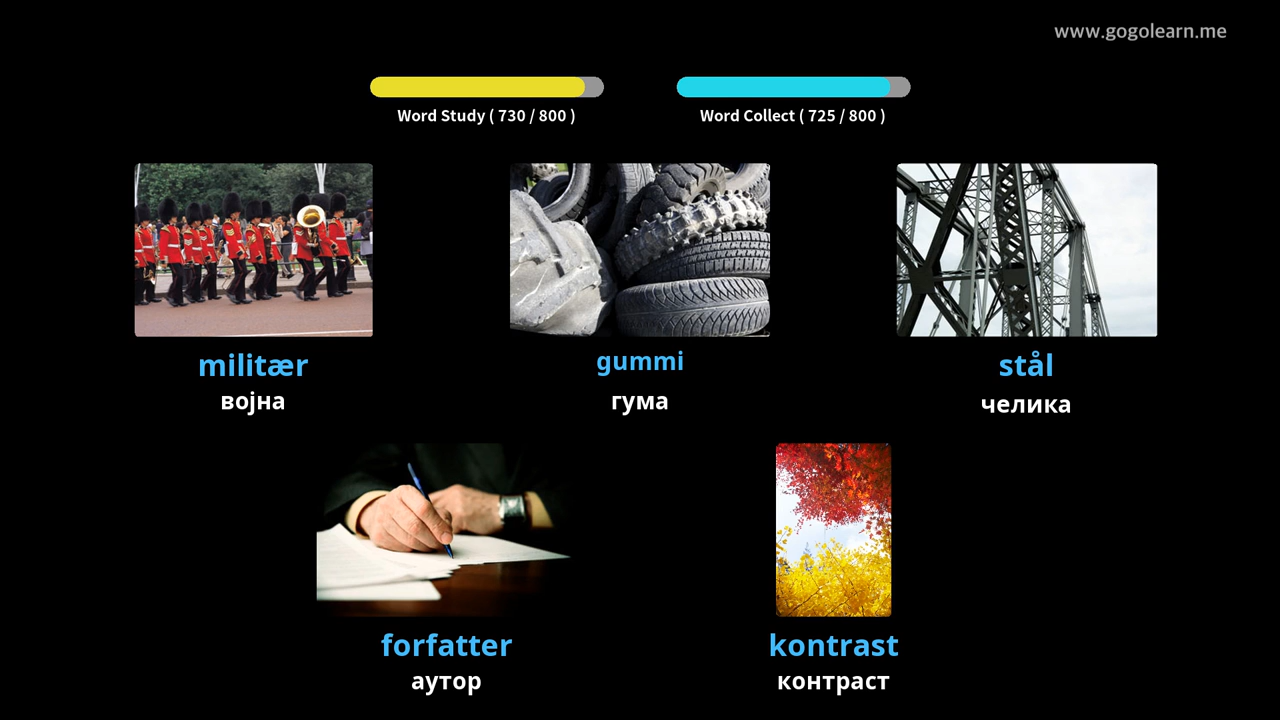 www.gogolearn.me
Word Study ( 730 / 800 )
Word Collect ( 725 / 800 )
militær
војна
gummi
гума
stål
челика
forfatter
аутор
kontrast
контраст